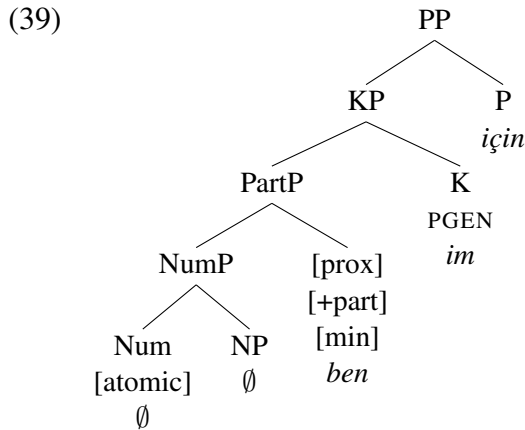 (39)
PP
KP P
için
PartP K
PGEN
im
NumP [prox]
[+part]
[min]
ben
Num NP
[atomic] ∅
∅